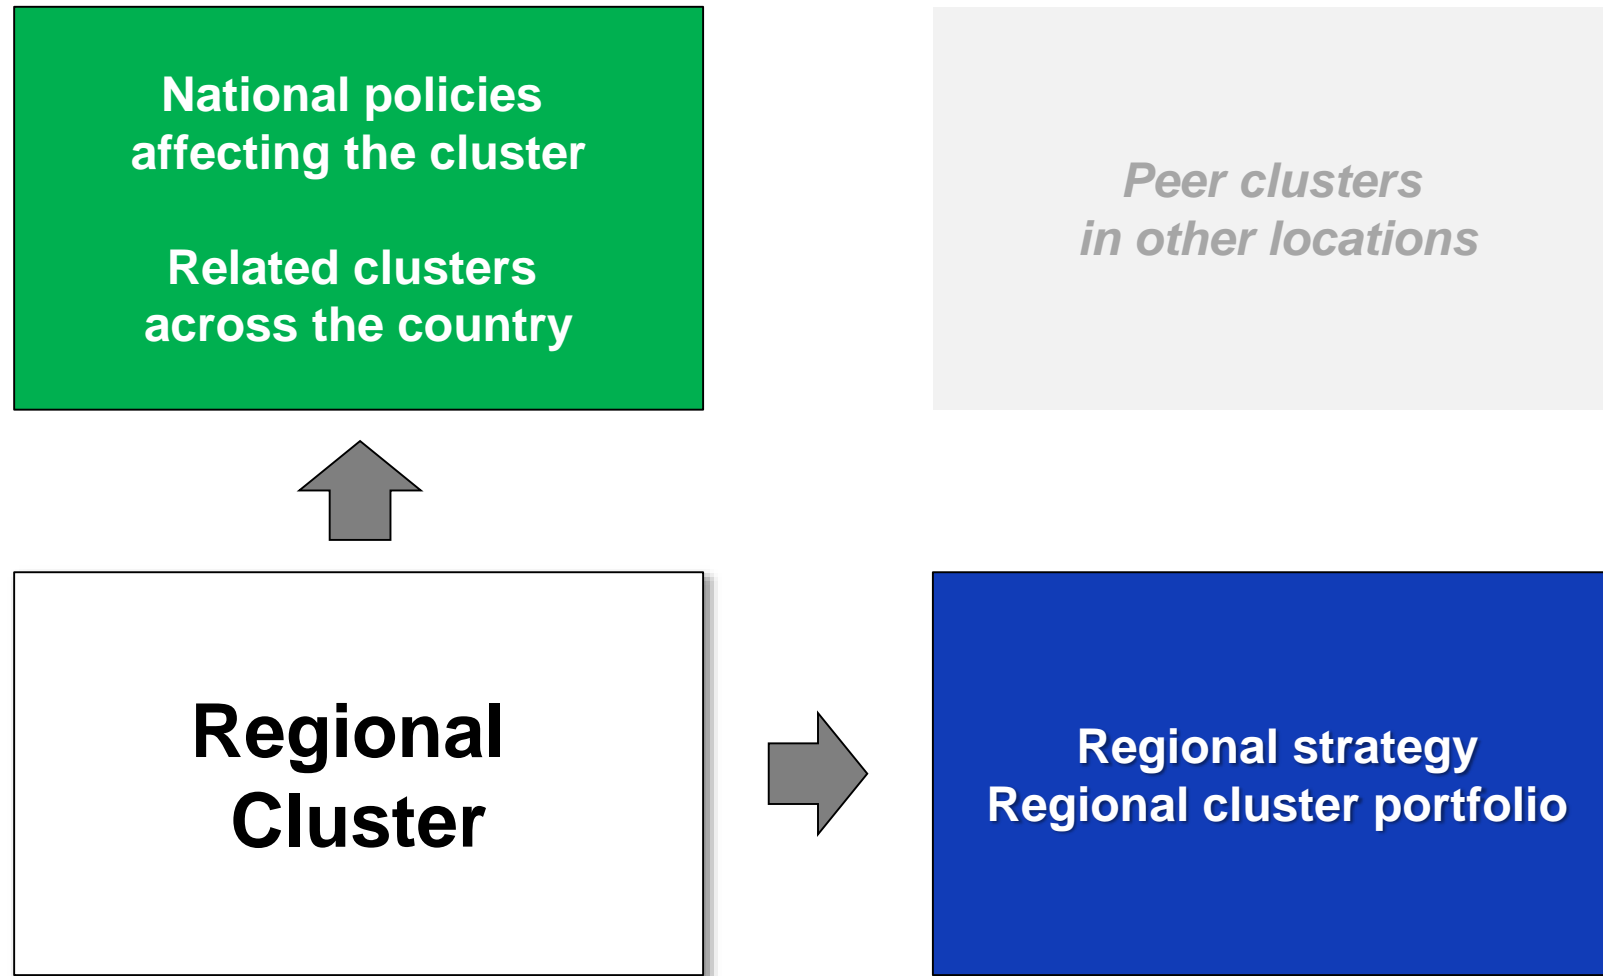 National policies
affecting the cluster
Related clusters
across the country
Peer clusters
in other locations
Regional
Cluster
Regional strategy
Regional cluster portfolio